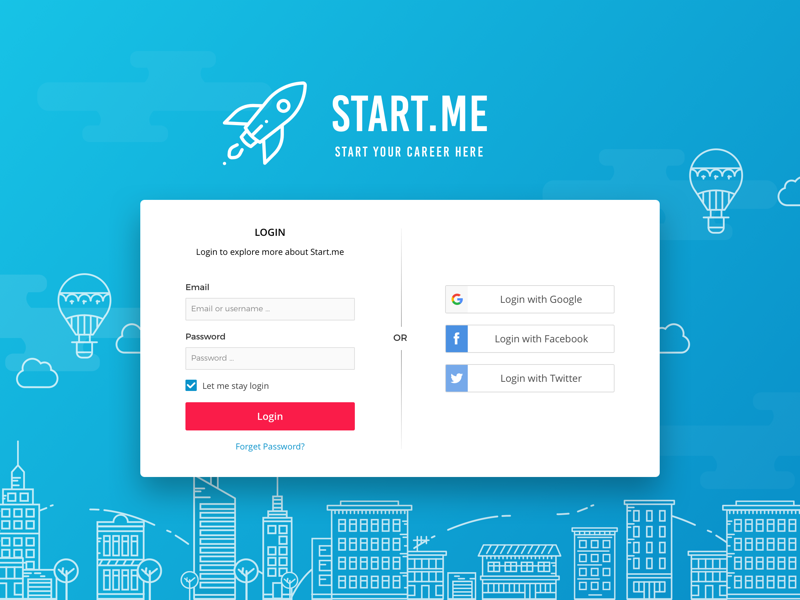 START.ME
START YOUR CAREER HERE
LOGIN
Login to explore more about Start.me
Email
Email or username ...
Password
Password ...
Let me stay login
Login
Forget Password?
OR
Login with Google
Login with Facebook
Login with Twitter